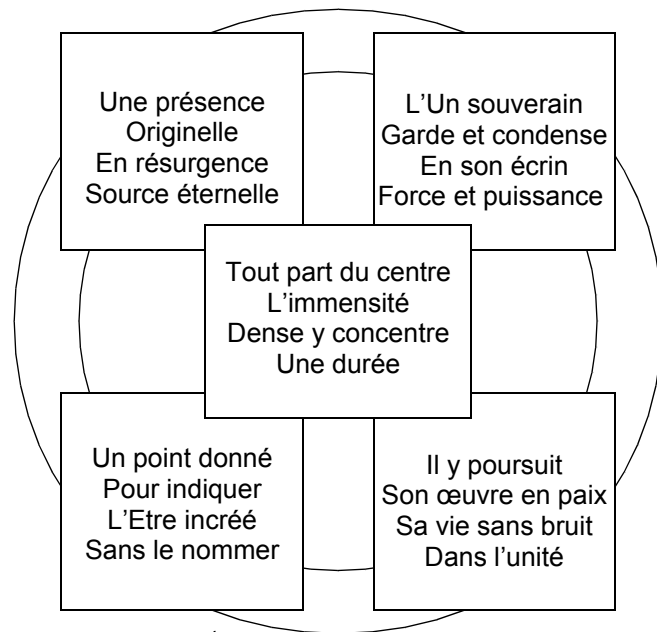 Une présence
Originelle
En résurgence
Source éternelle
L’Un souverain
Garde et condense
En son écrin
Force et puissance
Tout part du centre
L’immensité
Dense y concentre
Une durée
Un point donné
Pour indiquer
L’Etre incréé
Sans le nommer
Il y poursuit
Son œuvre en paix
Sa vie sans bruit
Dans l’unité